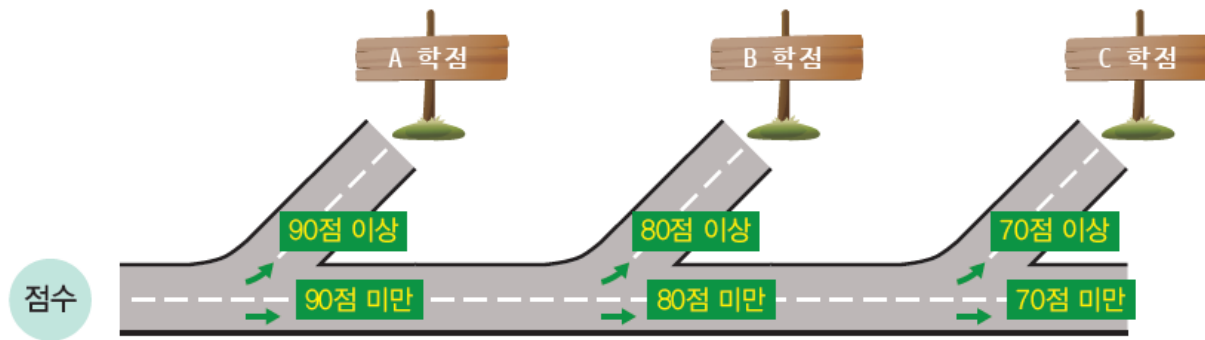 A 학점
B 학점
C 학점
90점 이상
80점 이상
70점 이상
점수
90점 미만
80점 미만
70점 미만